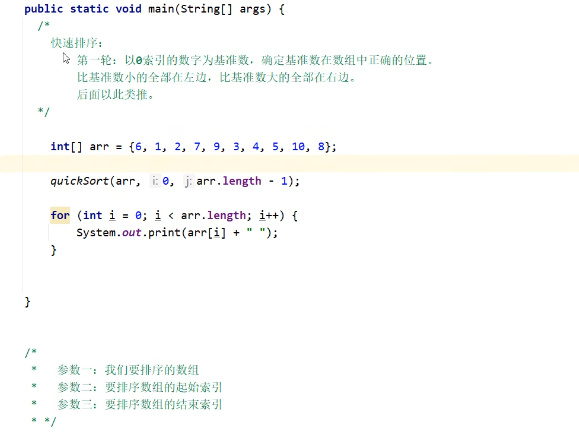 public static void main(String[] args) {
/*
快速排序：
第一轮：以0索引的数字为基准数，确定基准数在数组中正确的位置。
比基准数小的全部在左边，比基准数大的全部在右边。
后面以此类推。
*/
int[] arr = {6, 1, 2, 7, 9, 3, 4, 5, 10, 8};
quickSort(arr, i: 0, j: arr.length - 1);
for (int i = 0; i < arr.length; i++) {
System.out.print(arr[i] + " ");
}
}
/*
* 参数一：我们要排序的数组
* 参数二：要排序数组的起始索引
* 参数三：要排序数组的结束索引
* */